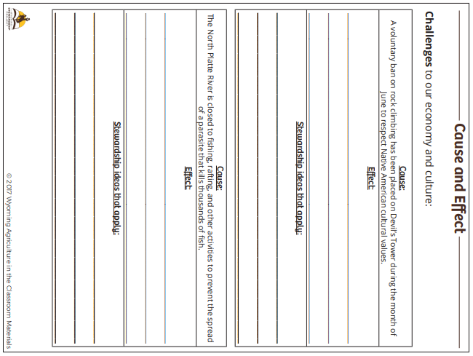 Cause and Effect
Challenges to our economy and culture:
Cause:
A voluntary ban on rock climbing has been placed on Devil's Tower during the month of
June to respect Native American cultural values.
Effect:
Stewardship ideas that apply:
Cause:
The North Platte River is closed to fishing, rafting, and other activities to prevent the spread
of a parasite that kills thousands of fish.
Effect:
Stewardship ideas that apply:
© 2017 Wyoming Agriculture in the Classroom Materials